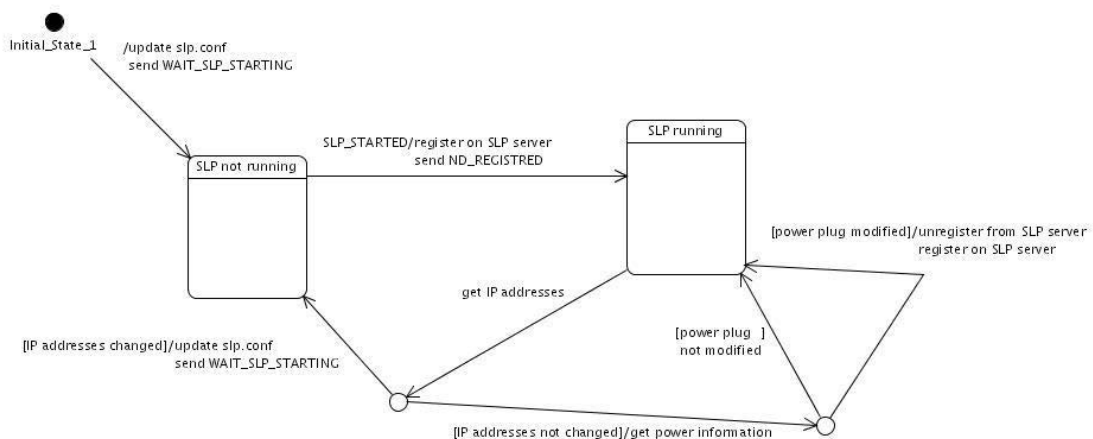 Initial_State_1
/update slp.conf
send WAIT_SLP_STARTING
SLP not running
SLP_STARTED/register on SLP server
send ND_REGISTRED
SLP running
[power plug modified]/unregister from SLP server
register on SLP server
get IP addresses
[power plug ]
not modified
[IP addresses changed]/update slp.conf
send WAIT_SLP_STARTING
[IP addresses not changed]/get power information